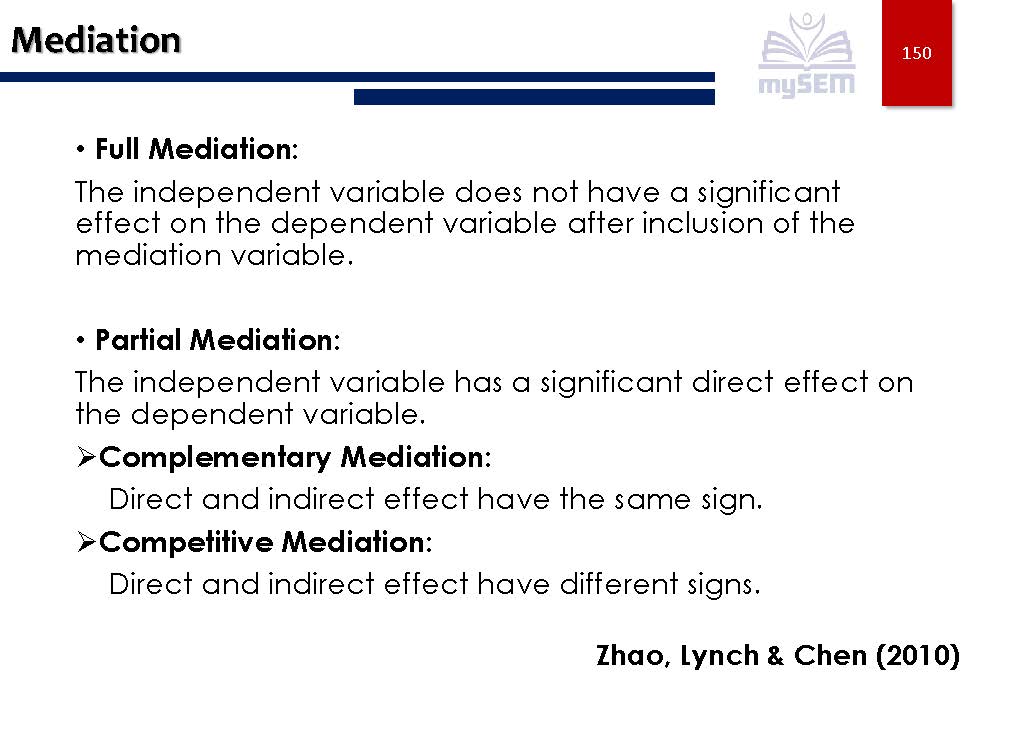 Mediation
mySEM
150
• Full Mediation:
The independent variable does not have a significant
effect on the dependent variable after inclusion of the
mediation variable.
• Partial Mediation:
The independent variable has a significant direct effect on
the dependent variable.
➢Complementary Mediation:
Direct and indirect effect have the same sign.
➢Competitive Mediation:
Direct and indirect effect have different signs.
Zhao, Lynch & Chen (2010)